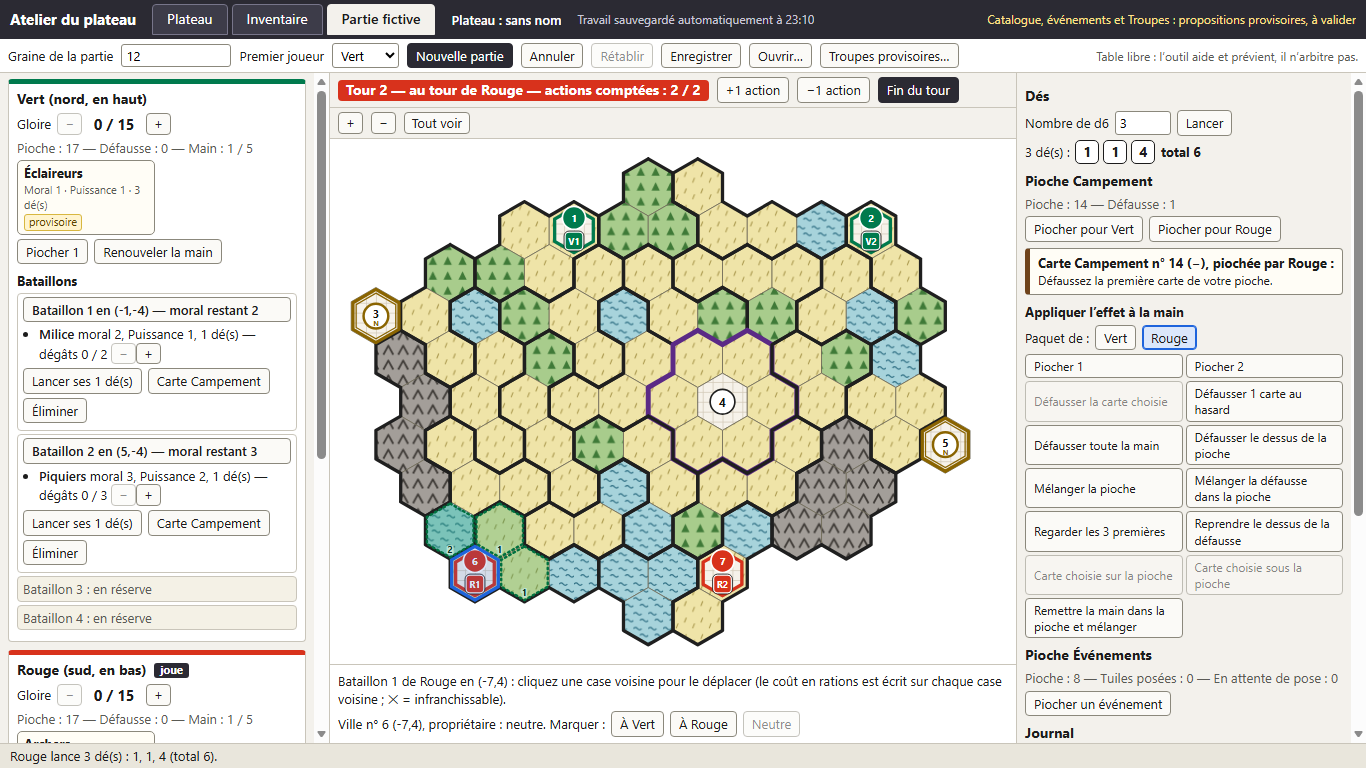 Atelier du plateau
Plateau
Inventaire
Partie fictive
Plateau : sans nom
Travail sauvegardé automatiquement à 23:10
Catalogue, événements et Troupes : propositions provisoires, à valider
Graine de la partie
12
Premier joueur
Vert
Nouvelle partie
Annuler
Rétablir
Enregistrer
Ouvrir...
Troupes provisoires...
Table libre : l'outil aide et prévient, il n'arbitre pas.
Vert (nord, en haut)
Gloire − 0 / 15 +
Pioche : 17 — Défausse : 0 — Main : 1 / 5
Éclaireurs
Moral 1 · Puissance 1 · 3
dé(s)
provisoire
Piocher 1
Renouveler la main
Bataillons
Bataillon 1 en (-1,-4) — moral restant 2
• Milice moral 2, Puissance 1, 1 dé(s) —
dégâts 0 / 2 − +
Lancer ses 1 dé(s)
Carte Campement
Éliminer
Bataillon 2 en (5,-4) — moral restant 3
• Piquiers moral 3, Puissance 2, 1 dé(s) —
dégâts 0 / 3 − +
Lancer ses 1 dé(s)
Carte Campement
Éliminer
Bataillon 3 : en réserve
Bataillon 4 : en réserve
Rouge (sud, en bas) joue
Gloire − 0 / 15 +
Pioche : 17 — Défausse : 0 — Main : 1 / 5
Tour 2 — au tour de Rouge — actions comptées : 2 / 2
+1 action
−1 action
Fin du tour
+
−
Tout voir
1
V1
2
V2
3
N
4
5
N
2
1
6
R1
1
7
R2
Bataillon 1 de Rouge en (-7,4) : cliquez une case voisine pour le déplacer (le coût en rations est écrit sur chaque case
voisine ; ✕ = infranchissable).
Ville n° 6 (-7,4), propriétaire : neutre. Marquer :
À Vert
À Rouge
Neutre
Dés
Nombre de d6 3 Lancer
3 dé(s) : 1 1 4 total 6
Pioche Campement
Pioche : 14 — Défausse : 1
Piocher pour Vert
Piocher pour Rouge
Carte Campement n° 14 (−), piochée par Rouge :
Défaussez la première carte de votre pioche.
Appliquer l'effet à la main
Paquet de : Vert Rouge
Piocher 1
Piocher 2
Défausser la carte choisie
Défausser 1 carte au
hasard
Défausser toute la main
Défausser le dessus de la
pioche
Mélanger la pioche
Mélanger la défausse
dans la pioche
Regarder les 3 premières
Reprendre le dessus de la
défausse
Carte choisie sur la pioche
Carte choisie sous la
pioche
Remettre la main dans la
pioche et mélanger
Pioche Événements
Pioche : 8 — Tuiles posées : 0 — En attente de pose : 0
Piocher un événement
Journal
Rouge lance 3 dé(s) : 1, 1, 4 (total 6).